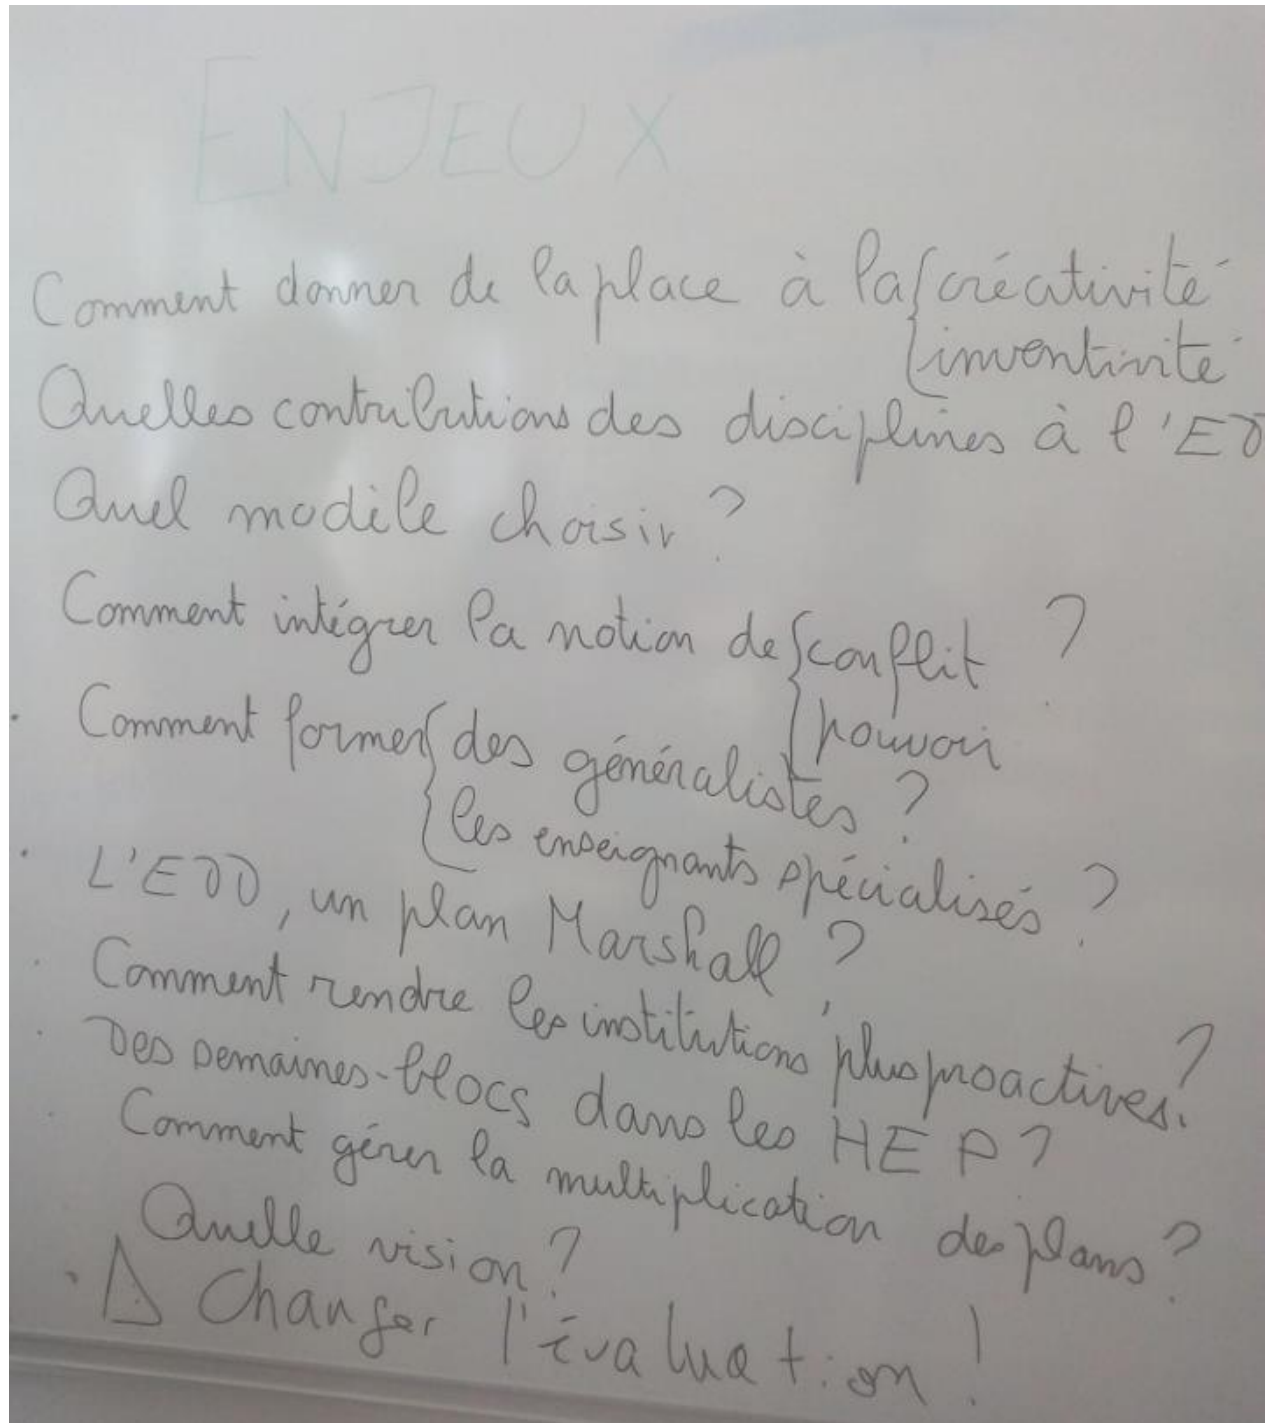 ENJEUX
Comment donner de la place à la { créativité
{ inventivité
Quelles contributions des disciplines à l'ED
Quel modèle choisir ?
Comment intégrer la notion de { conflit ?
{ pouvoir
Comment former { des généralistes ?
{ les enseignants spécialisés ?
L'EDD, un plan Marshall ?
Comment rendre les institutions plus proactives ?
Des semaines-blocs dans les HEP ?
Comment gérer la multiplication des plans ?
Quelle vision ?
Δ Changer l'évaluation !